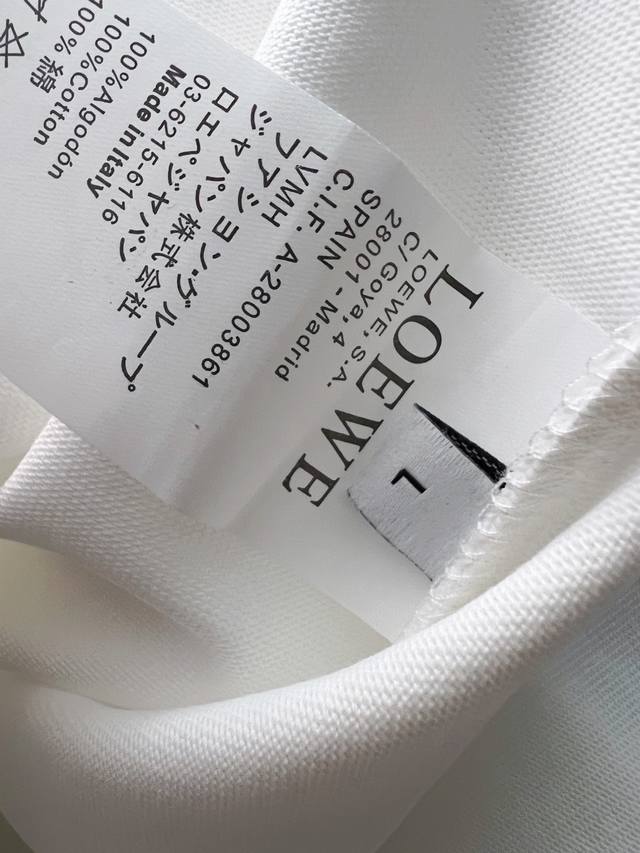 LOEWE
L
LOEWE, S.A.
C/ Goya, 4
28001 - Madrid
SPAIN
C.I.F. A-28003861
LVMH ファション・グループ
ジャパン 株式会社
ロエベジャパン
03-6215-6116
Made in Italy
100% Algodón
100% Cotton
100% 綿